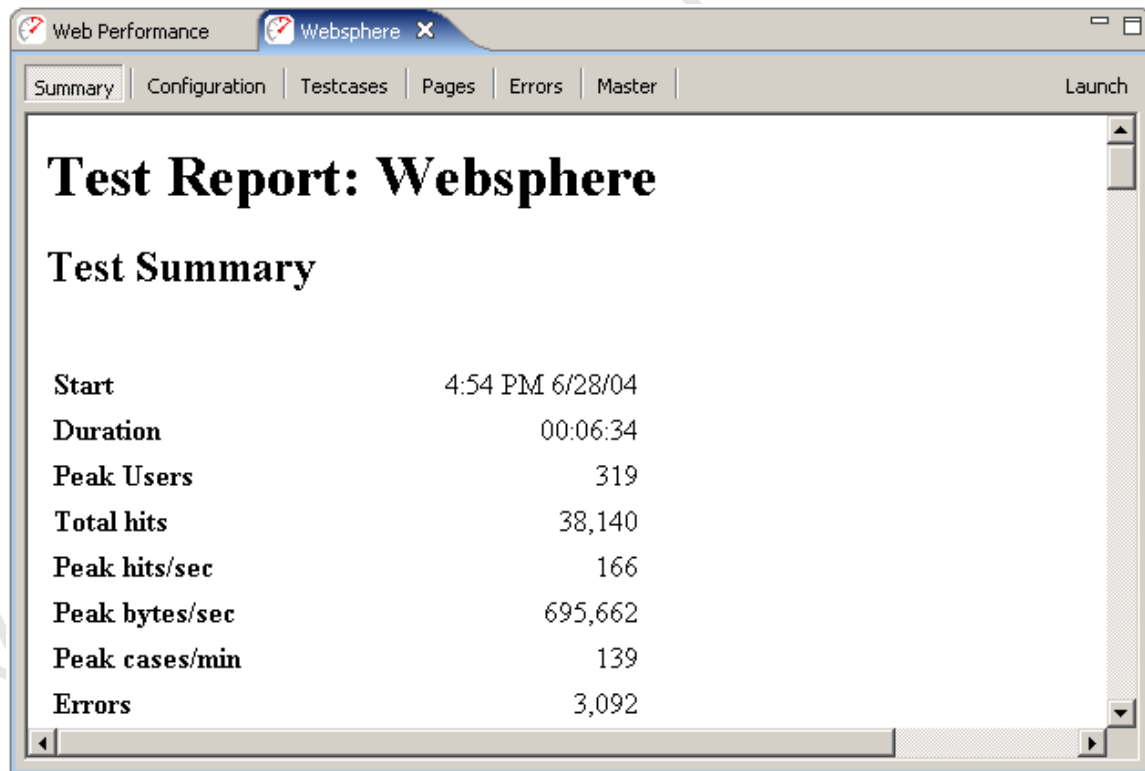 Web Performance Websphere
Summary Configuration Testcases Pages Errors Master Launch
Test Report: Websphere
Test Summary
Start 4:54 PM 6/28/04
Duration 00:06:34
Peak Users 319
Total hits 38,140
Peak hits/sec 166
Peak bytes/sec 695,662
Peak cases/min 139
Errors 3,092